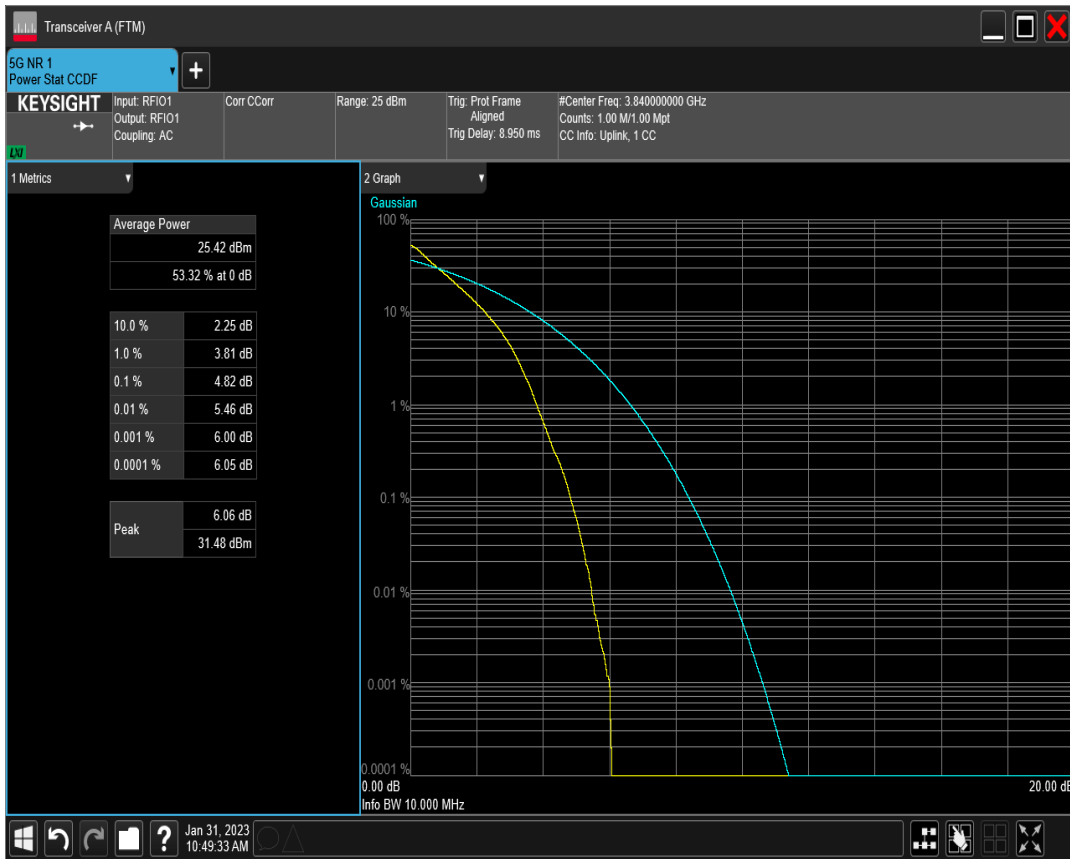 Transceiver A (FTM)
5G NR 1
Power Stat CCDF
+
KEYSIGHT
LXI
Input: RFIO1
Output: RFIO1
Coupling: AC
Corr CCorr
Range: 25 dBm
Trig: Prot Frame
Aligned
Trig Delay: 8.950 ms
#Center Freq: 3.840000000 GHz
Counts: 1.00 M/1.00 Mpt
CC Info: Uplink, 1 CC
1 Metrics
Average Power
25.42 dBm
53.32 % at 0 dB
10.0 % 2.25 dB
1.0 % 3.81 dB
0.1 % 4.82 dB
0.01 % 5.46 dB
0.001 % 6.00 dB
0.0001 % 6.05 dB
Peak
6.06 dB
31.48 dBm
2 Graph
Gaussian
100 %
10 %
1 %
0.1 %
0.01 %
0.001 %
0.0001 %
0.00 dB 20.00 dB
Info BW 10.000 MHz
?
Jan 31, 2023
10:49:33 AM